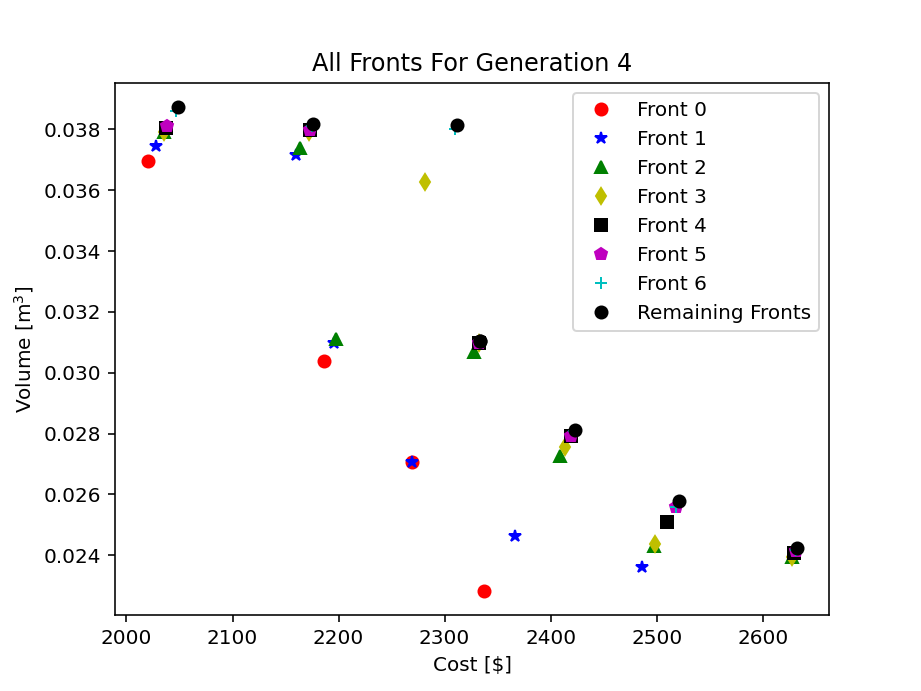 All Fronts For Generation 4
Front 0
Front 1
Front 2
Front 3
Front 4
Front 5
Front 6
Remaining Fronts
0.038
0.036
0.034
0.032
0.030
0.028
0.026
0.024
Volume [m³]
2000 2100 2200 2300 2400 2500 2600
Cost [$]